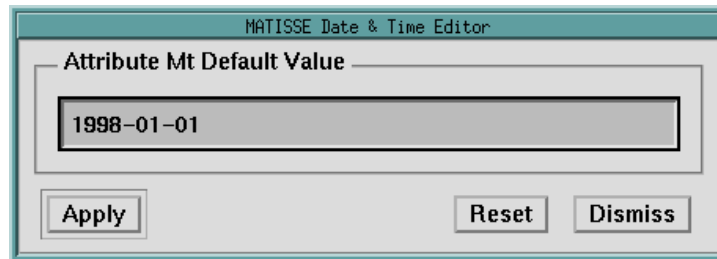 MATISSE Date & Time Editor
Attribute Mt Default Value
1998-01-01
Apply Reset Dismiss